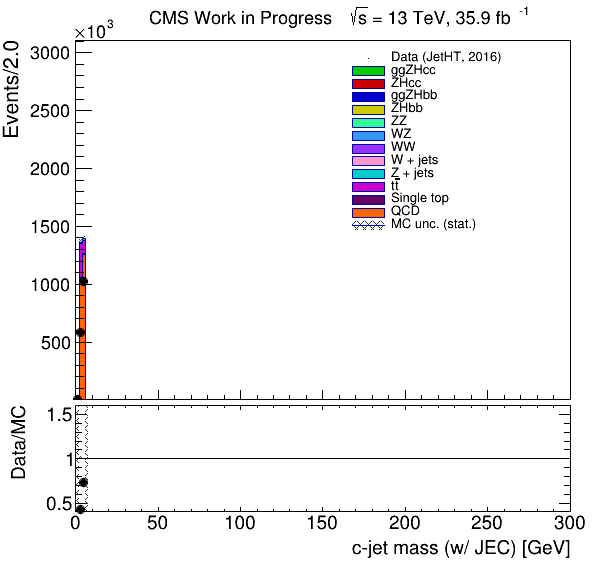 CMS Work in Progress √s = 13 TeV, 35.9 fb⁻¹
×10³
Events/2.0
3000
2500
2000
1500
1000
500
Data (JetHT, 2016)
ggZHcc
ZHcc
ggZHbb
ZHbb
ZZ
WZ
WW
W + jets
Z + jets
tt̅
Single top
QCD
MC unc. (stat.)
Data/MC
1.5
1
0.5
0 50 100 150 200 250 300
c-jet mass (w/ JEC) [GeV]